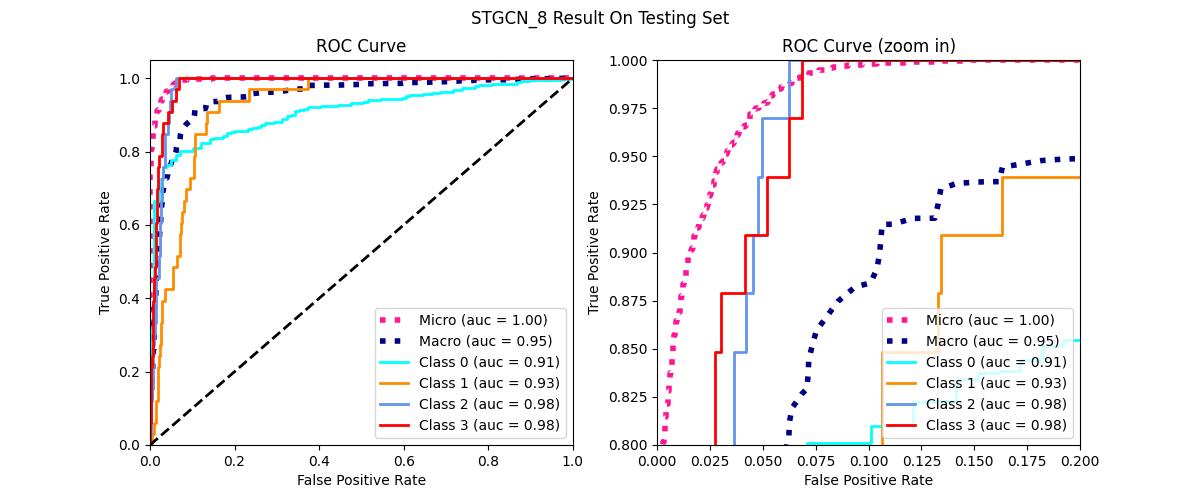 STGCN_8 Result On Testing Set
ROC Curve
True Positive Rate
1.0
0.8
0.6
0.4
0.2
0.0
0.0 0.2 0.4 0.6 0.8 1.0
False Positive Rate
Micro (auc = 1.00)
Macro (auc = 0.95)
Class 0 (auc = 0.91)
Class 1 (auc = 0.93)
Class 2 (auc = 0.98)
Class 3 (auc = 0.98)
ROC Curve (zoom in)
True Positive Rate
1.000
0.975
0.950
0.925
0.900
0.875
0.850
0.825
0.800
0.000 0.025 0.050 0.075 0.100 0.125 0.150 0.175 0.200
False Positive Rate
Micro (auc = 1.00)
Macro (auc = 0.95)
Class 0 (auc = 0.91)
Class 1 (auc = 0.93)
Class 2 (auc = 0.98)
Class 3 (auc = 0.98)